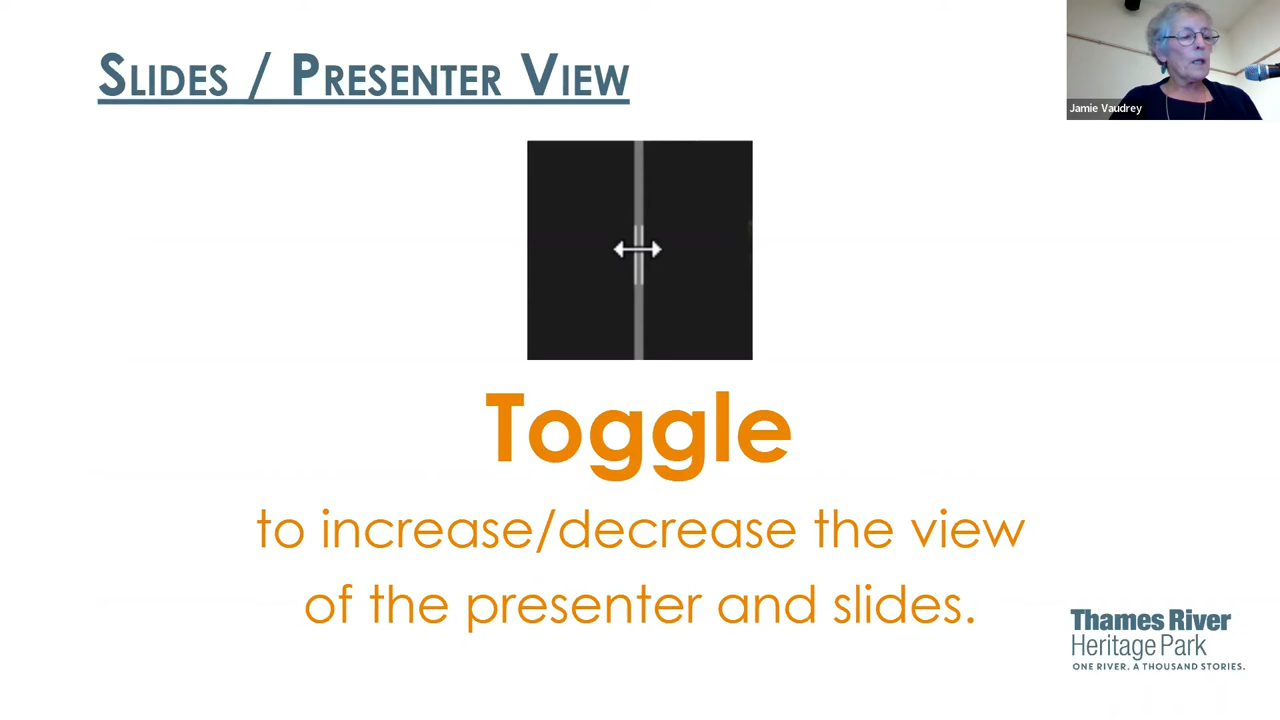 SLIDES / PRESENTER VIEW
Jamie Vaudrey
Toggle
to increase/decrease the view
of the presenter and slides.
Thames River
Heritage Park
ONE RIVER. A THOUSAND STORIES.